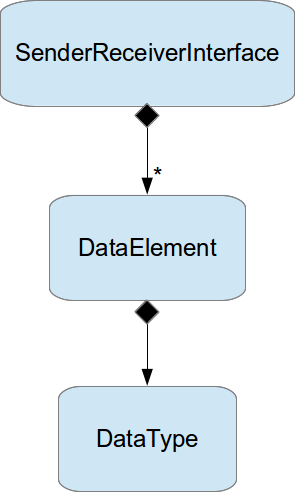 SenderReceiverInterface
*
DataElement
DataType